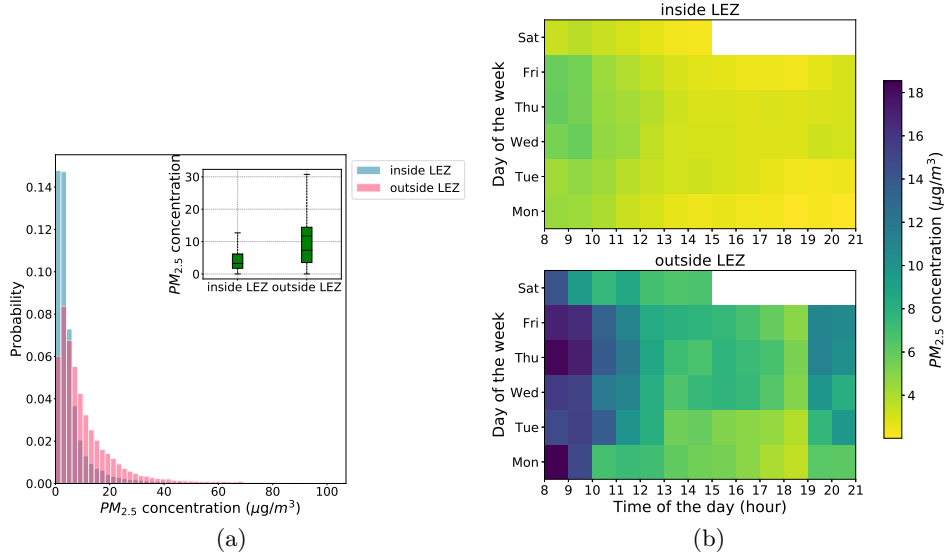 inside LEZ
Sat
Fri
Thu
Wed
Tue
Mon
8 9 10 11 12 13 14 15 16 17 18 19 20 21
Day of the week
outside LEZ
Sat
Fri
Thu
Wed
Tue
Mon
8 9 10 11 12 13 14 15 16 17 18 19 20 21
Day of the week
Time of the day (hour)
18
16
14
12
10
8
6
4
PM2.5 concentration (μg/m³)
inside LEZ
outside LEZ
0.14
0.12
0.10
0.08
0.06
0.04
0.02
0.00
Probability
0 20 40 60 80 100
PM2.5 concentration (μg/m³)
30
20
10
0
PM2.5 concentration
inside LEZ outside LEZ
(a)
(b)